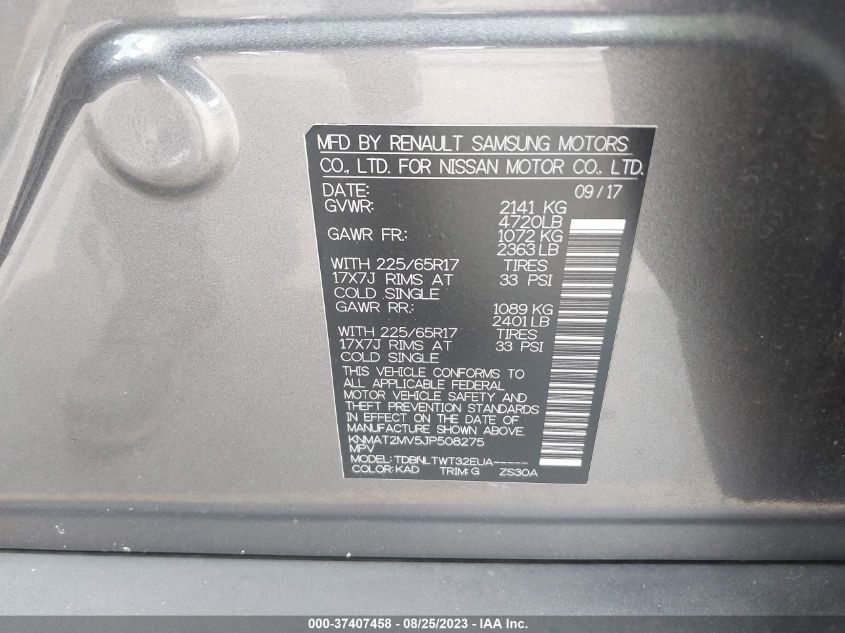 MFD BY RENAULT SAMSUNG MOTORS
CO., LTD. FOR NISSAN MOTOR CO., LTD.
DATE: 09/17
GVWR: 2141 KG
4720LB
GAWR FR.: 1072 KG
2363 LB
WITH 225/65R17 TIRES
17X7J RIMS AT 33 PSI
COLD SINGLE
GAWR RR.: 1089 KG
2401 LB
WITH 225/65R17 TIRES
17X7J RIMS AT 33 PSI
COLD SINGLE
THIS VEHICLE CONFORMS TO
ALL APPLICABLE FEDERAL
MOTOR VEHICLE SAFETY AND
THEFT PREVENTION STANDARDS
IN EFFECT ON THE DATE OF
MANUFACTURE SHOWN ABOVE.
KNMAT2MV5JP508275
MPV
MODEL: TDBNLTWT32EUA-----
COLOR: KAD TRIM: G ZS30A
000-37407458 - 08/25/2023 - IAA Inc.